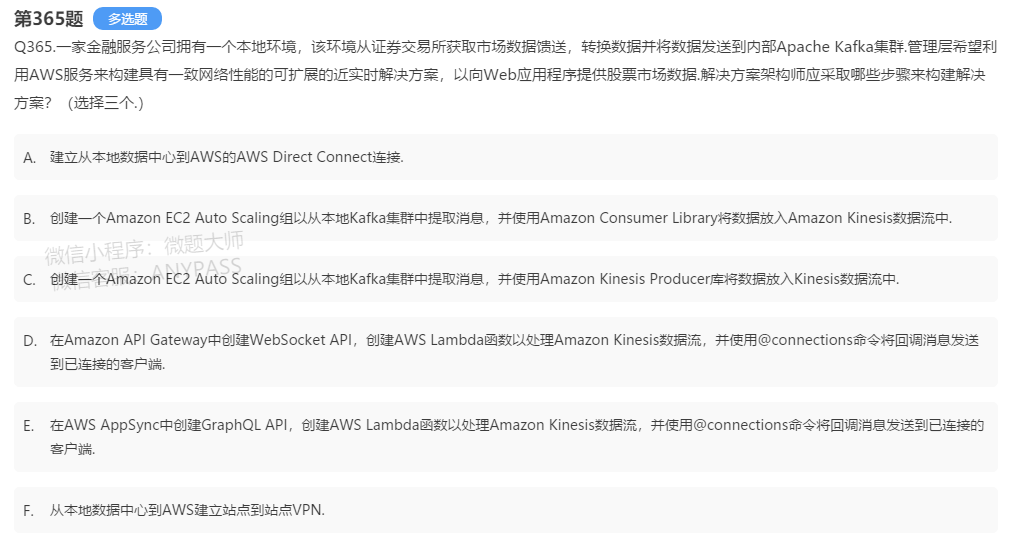 第365题 多选题
Q365.一家金融服务公司拥有一个本地环境，该环境从证券交易所获取市场数据馈送，转换数据并将数据发送到内部Apache Kafka集群.管理层希望利
用AWS服务来构建具有一致网络性能的可扩展的近实时解决方案，以向Web应用程序提供股票市场数据.解决方案架构师应采取哪些步骤来构建解决
方案？（选择三个.）
A. 建立从本地数据中心到AWS的AWS Direct Connect连接.
B. 创建一个Amazon EC2 Auto Scaling组以从本地Kafka集群中提取消息，并使用Amazon Consumer Library将数据放入Amazon Kinesis数据流中.
微信小程序：微题大师
微信客服：ANYPASS
C. 创建一个Amazon EC2 Auto Scaling组以从本地Kafka集群中提取消息，并使用Amazon Kinesis Producer库将数据放入Kinesis数据流中.
D. 在Amazon API Gateway中创建WebSocket API，创建AWS Lambda函数以处理Amazon Kinesis数据流，并使用@connections命令将回调消息发送
到已连接的客户端.
E. 在AWS AppSync中创建GraphQL API，创建AWS Lambda函数以处理Amazon Kinesis数据流，并使用@connections命令将回调消息发送到已连接的
客户端.
F. 从本地数据中心到AWS建立站点到站点VPN.